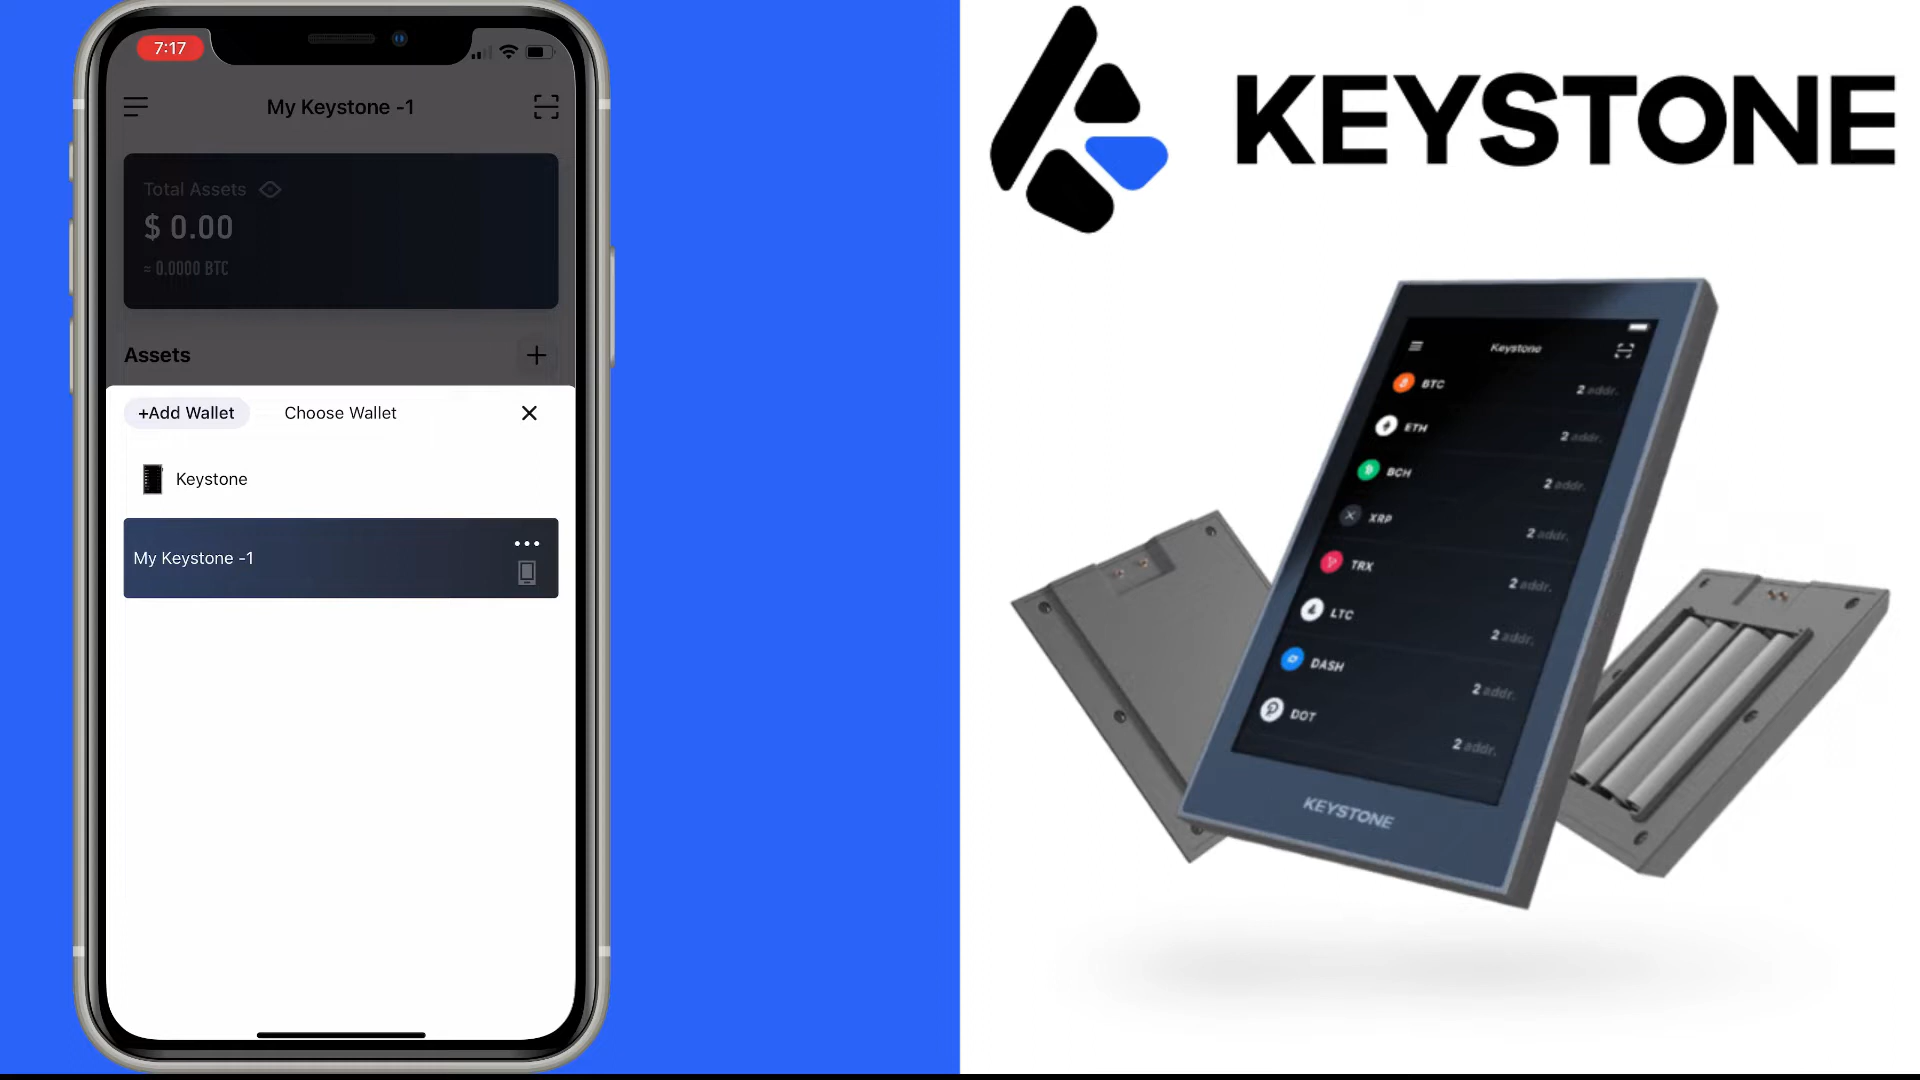 7:17
My Keystone -1
Total Assets
$ 0.00
≈ 0.0000 BTC
Assets
+Add Wallet
Choose Wallet
Keystone
My Keystone -1
KEYSTONE
Keystone
BTC 2 addr.
ETH 2 addr.
BCH 2 addr.
XRP 2 addr.
TRX 2 addr.
LTC 2 addr.
DASH 2 addr.
DOT 2 addr.
KEYSTONE